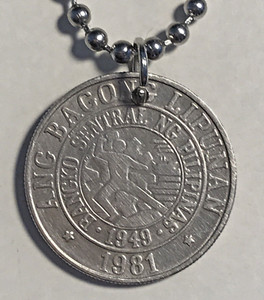 ANG BAGONG LIPUNAN
BANGKO SENTRAL NG PILIPINAS
1949
1981